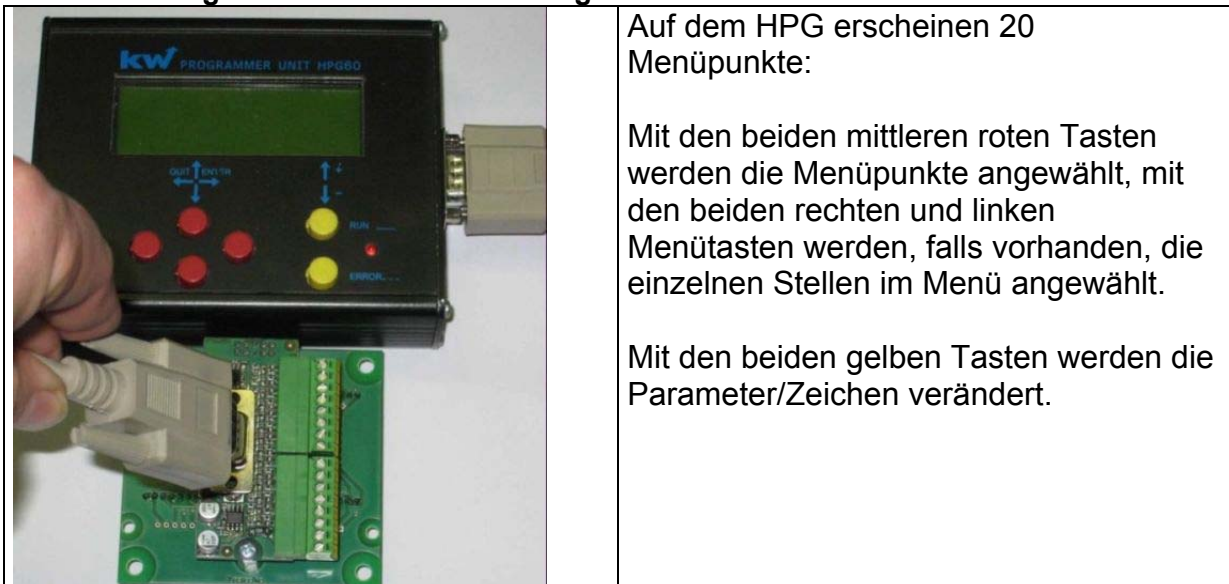 kw PROGRAMMER UNIT HPG60
QUIT ENTER
+
-
RUN
ERROR
Auf dem HPG erscheinen 20
Menüpunkte:
Mit den beiden mittleren roten Tasten
werden die Menüpunkte angewählt, mit
den beiden rechten und linken
Menütasten werden, falls vorhanden, die
einzelnen Stellen im Menü angewählt.
Mit den beiden gelben Tasten werden die
Parameter/Zeichen verändert.